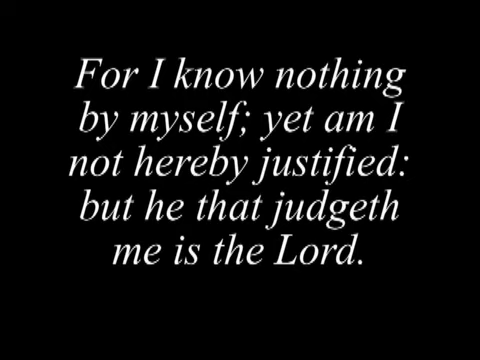 For I know nothing
by myself; yet am I
not hereby justified:
but he that judgeth
me is the Lord.